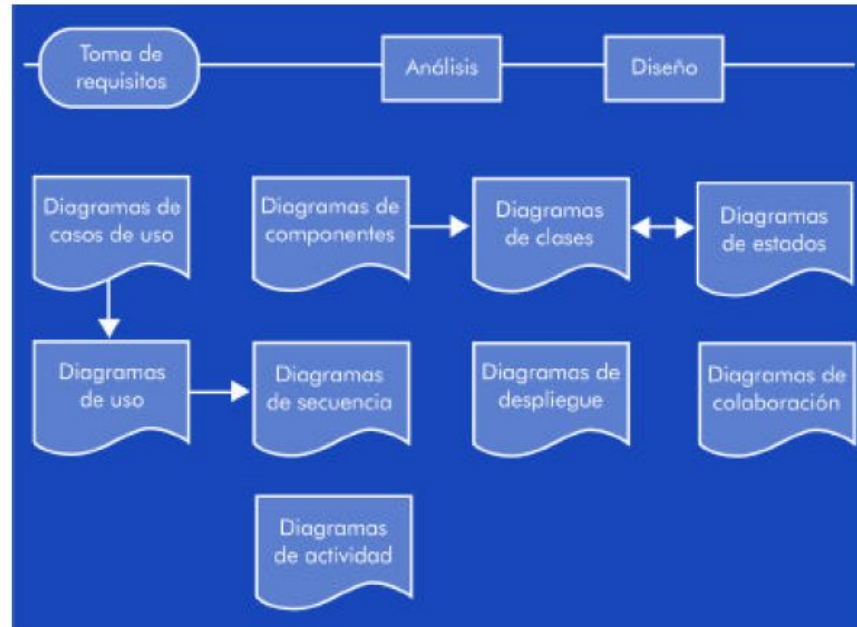 Toma de
requisitos
Análisis
Diseño
Diagramas de
casos de uso
Diagramas de
componentes
Diagramas
de clases
Diagramas
de estados
Diagramas
de uso
Diagramas
de secuencia
Diagramas de
despliegue
Diagramas de
colaboración
Diagramas
de actividad